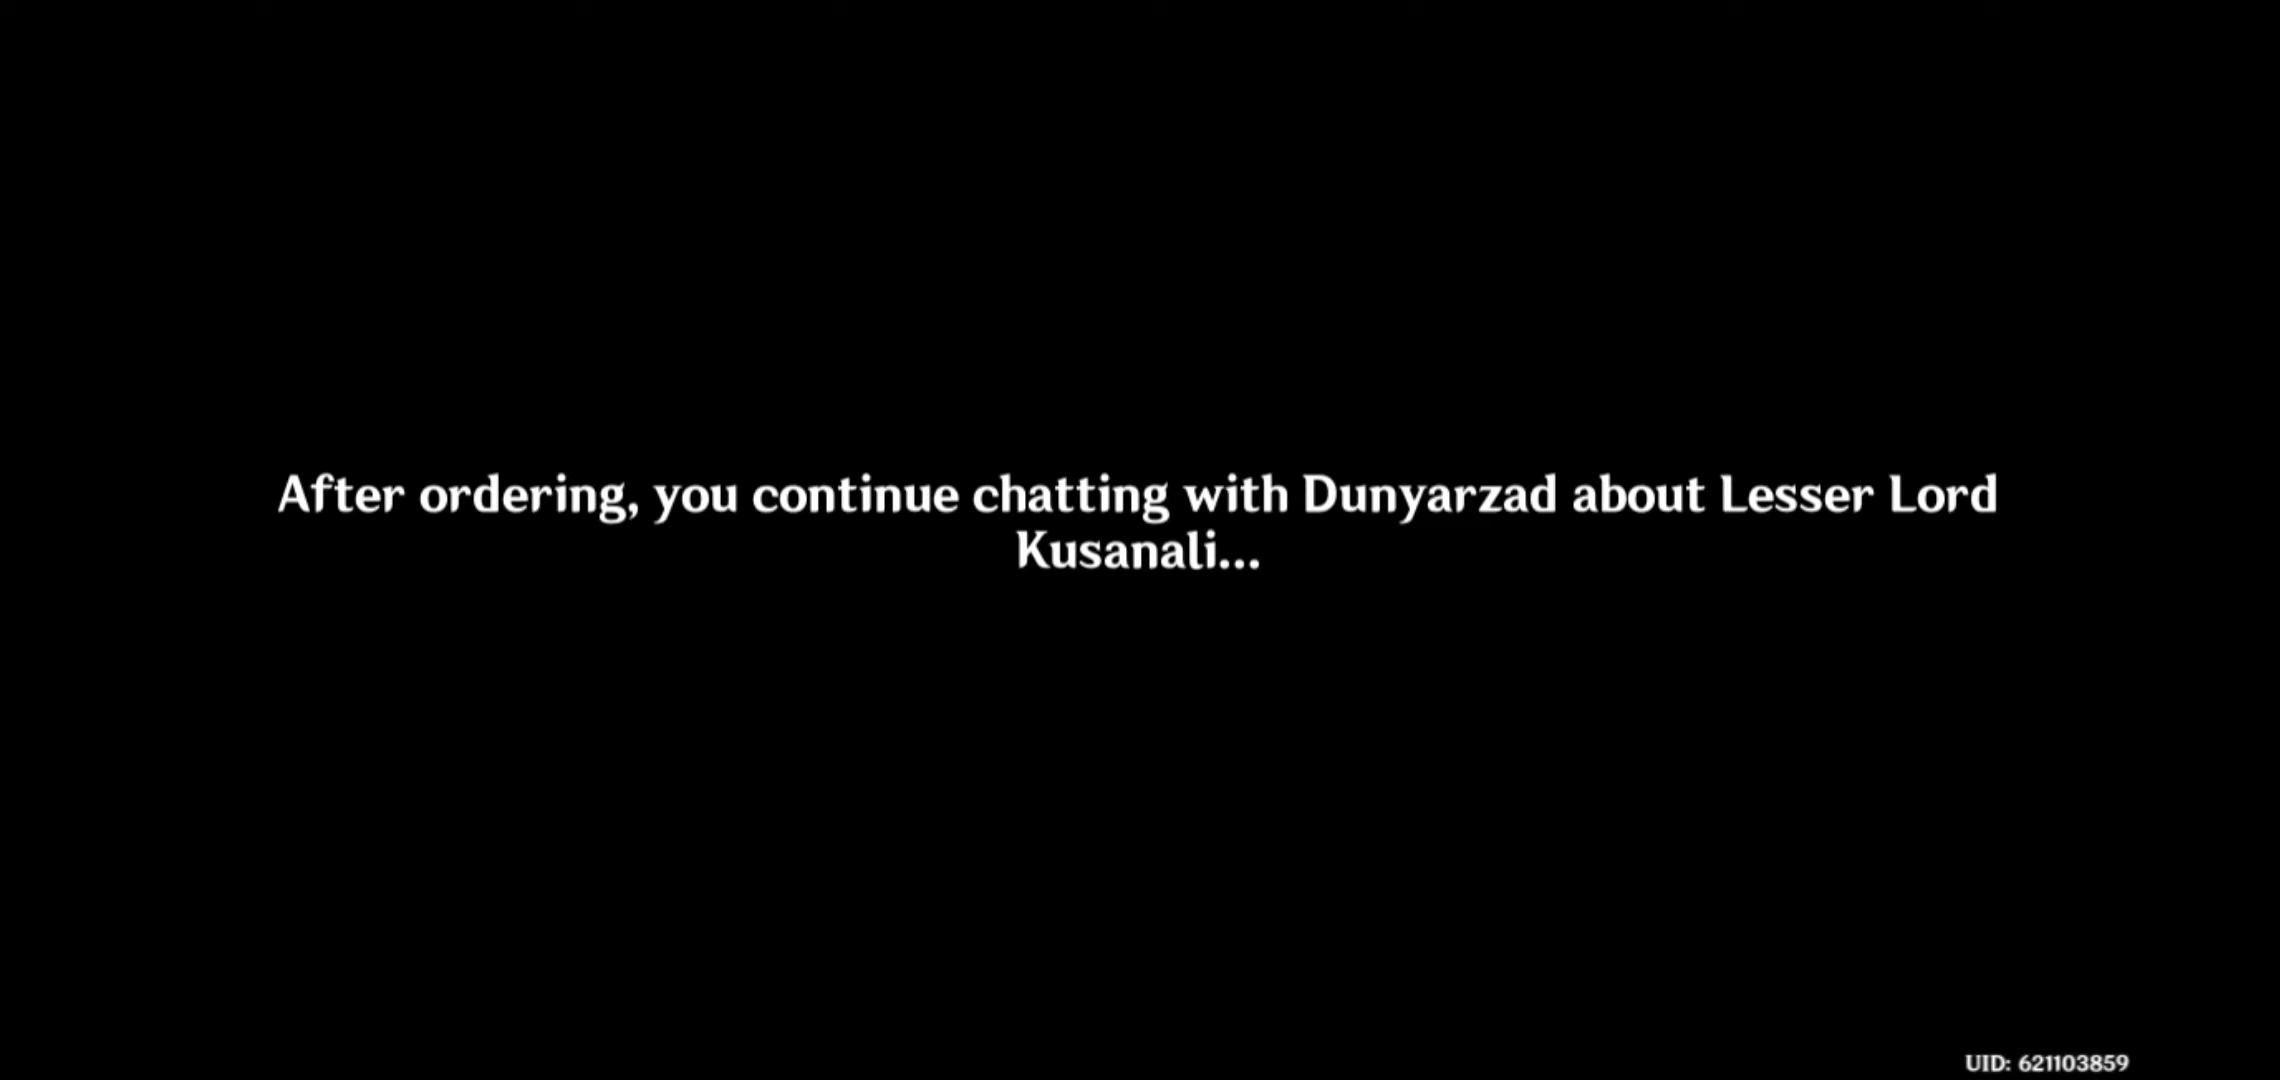 After ordering, you continue chatting with Dunyarzad about Lesser Lord
Kusanali...
UID: 621103859